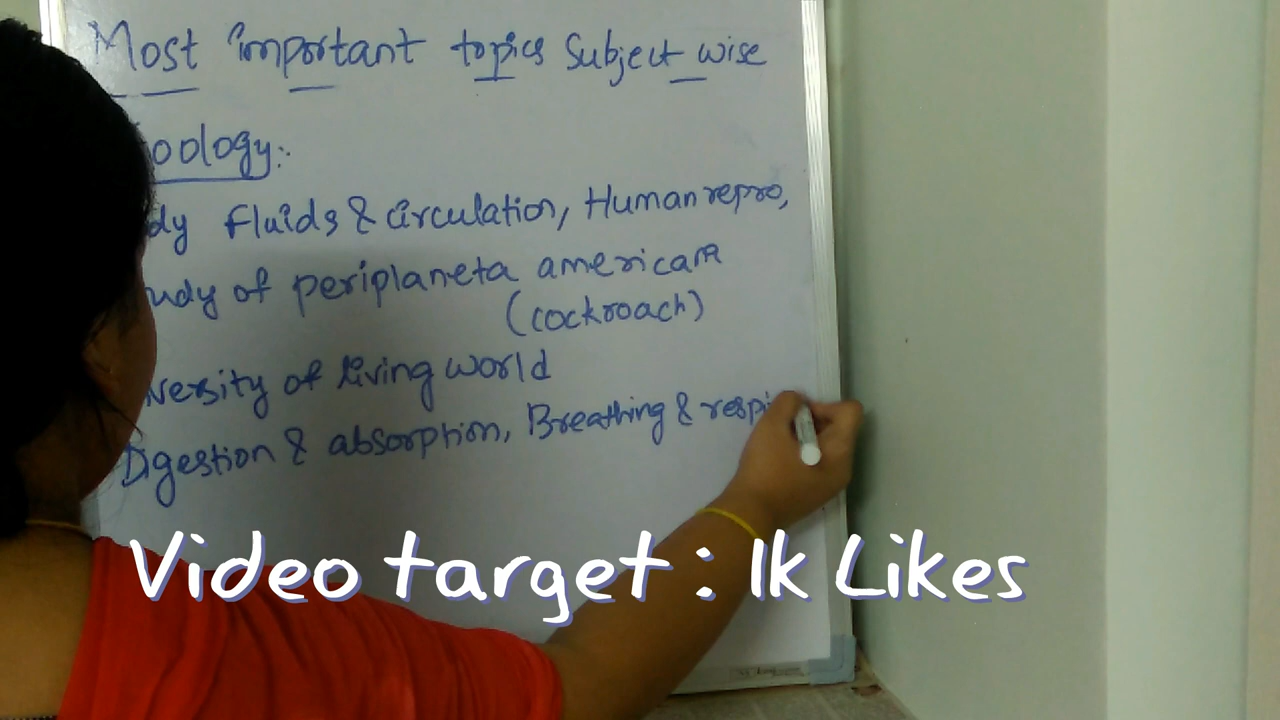 Most important topics Subject wise
oology:
dy Fluids & circulation, Human repro,
udy of periplaneta americana
(cockroach)
versity of living world
Digestion & absorption, Breathing & respi
Video target : 1k Likes